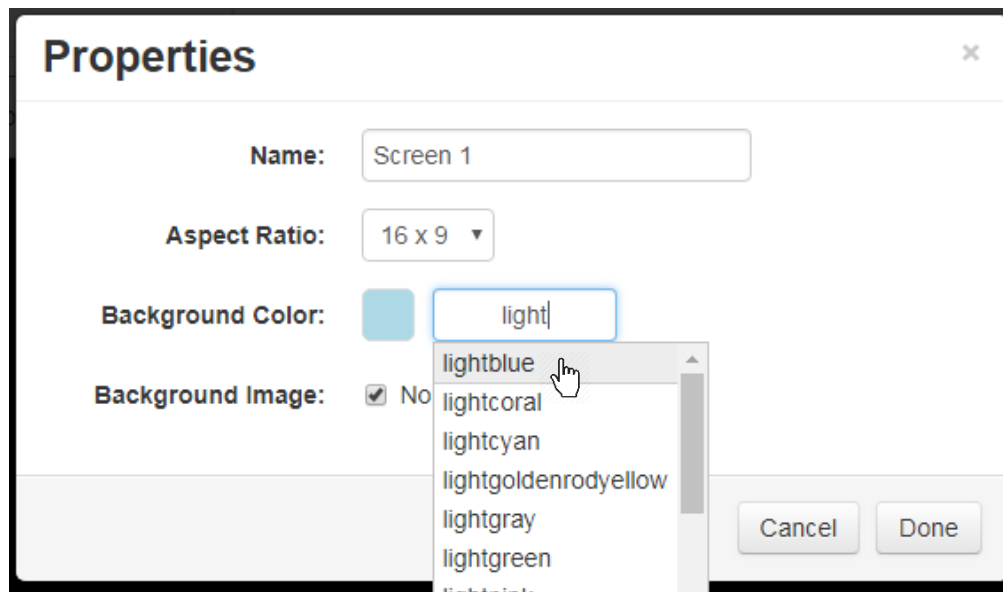 Properties ×
Name: Screen 1
Aspect Ratio: 16 x 9
Background Color: light
lightblue
Background Image: No
lightcoral
lightcyan
lightgoldenrodyellow
lightgray
Cancel Done
lightgreen